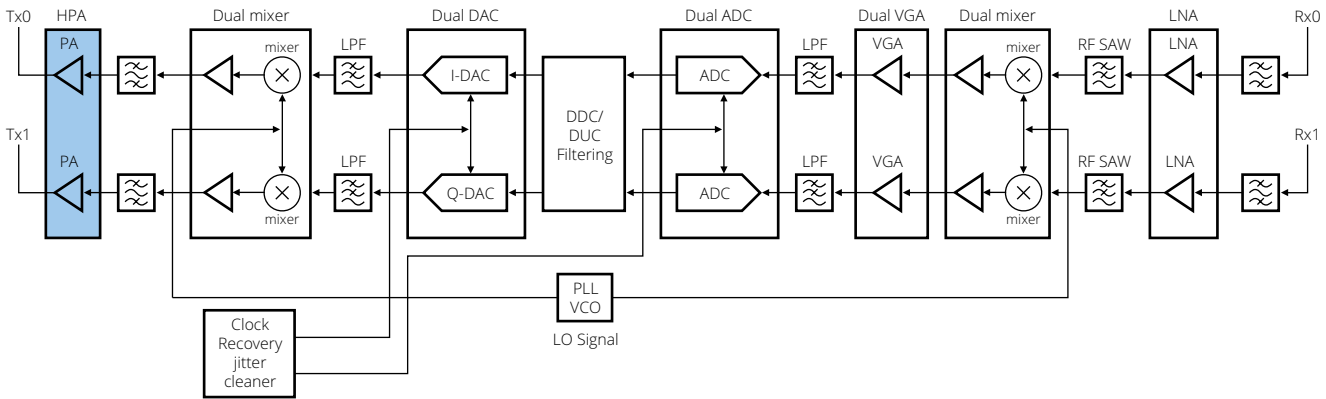 Tx0
HPA
Dual mixer
Dual DAC
Dual ADC
Dual VGA
Dual mixer
LNA
Rx0
PA
mixer
LPF
I-DAC
ADC
LPF
VGA
mixer
RF SAW
LNA
DDC/
DUC
Filtering
Tx1
Rx1
PA
mixer
LPF
Q-DAC
ADC
LPF
VGA
mixer
RF SAW
LNA
PLL
VCO
LO Signal
Clock
Recovery
jitter
cleaner